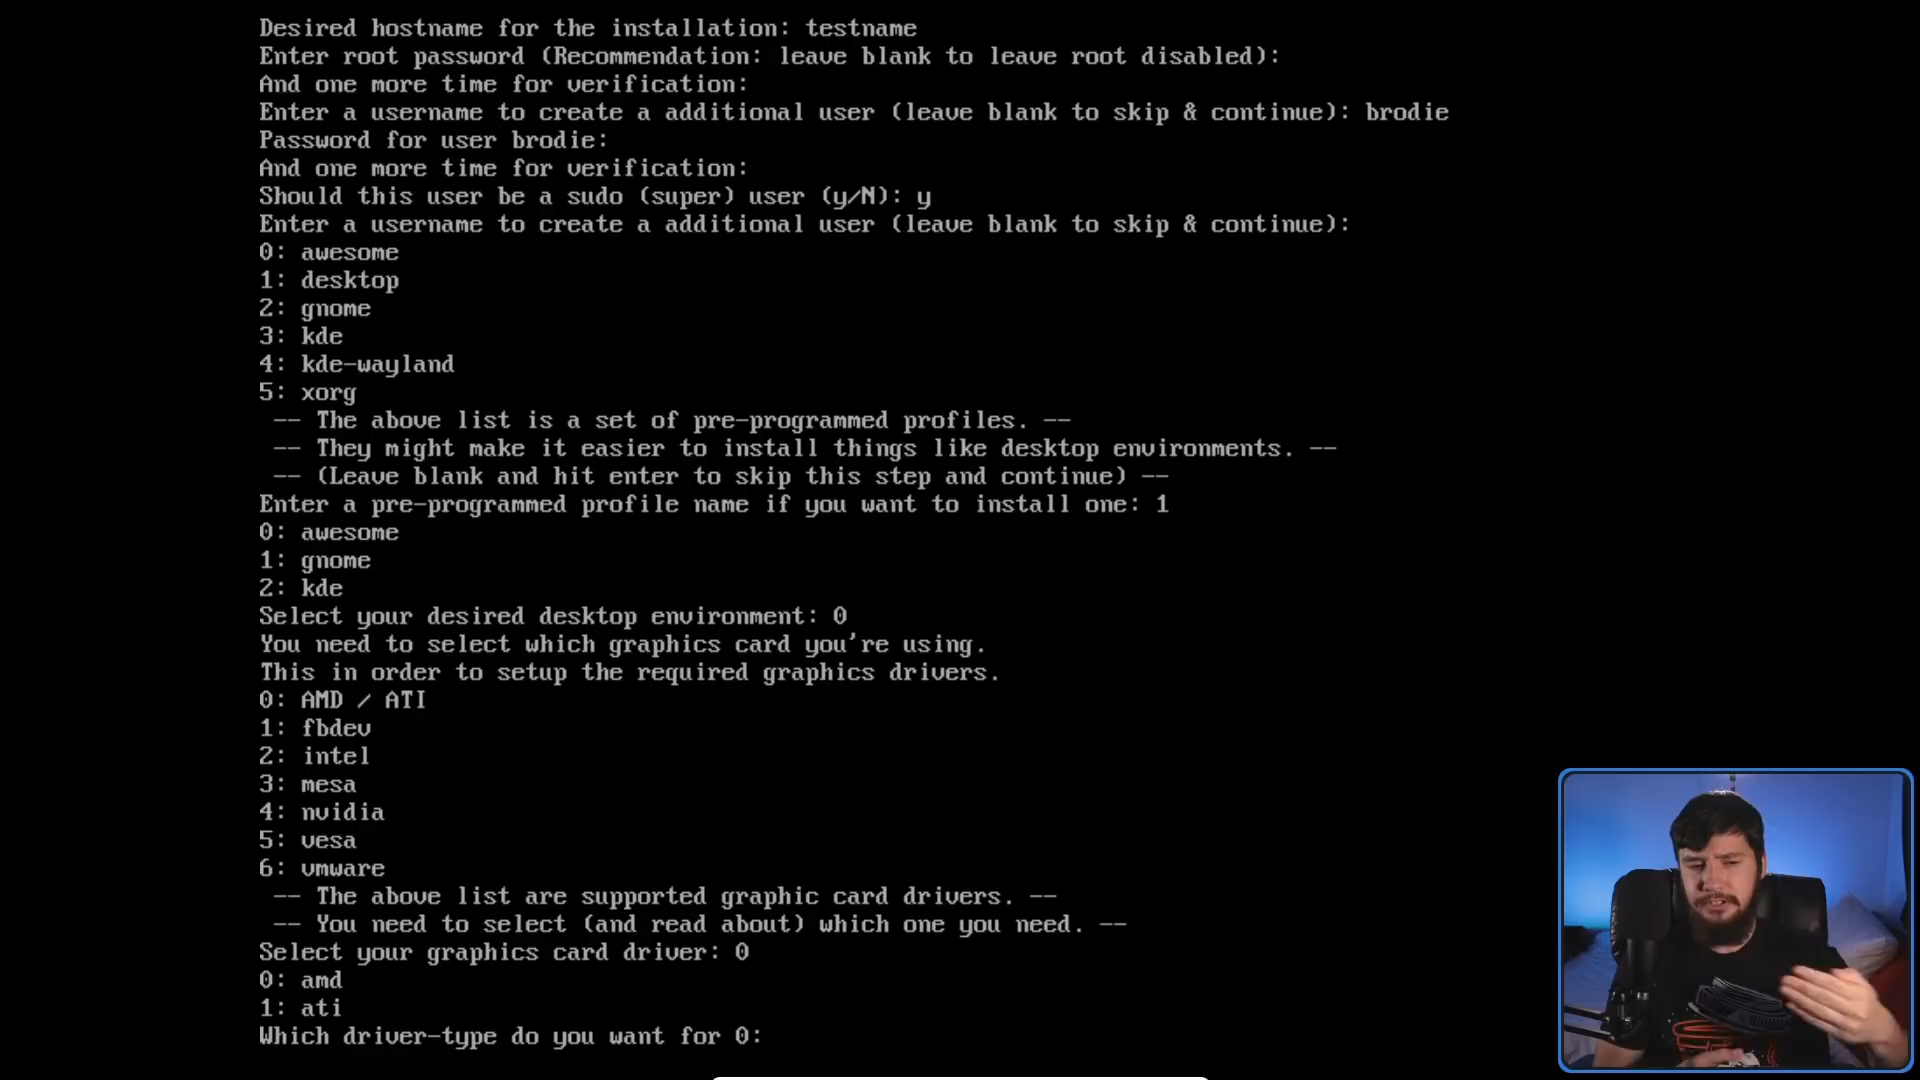 Desired hostname for the installation: testname
Enter root password (Recommendation: leave blank to leave root disabled):
And one more time for verification:
Enter a username to create a additional user (leave blank to skip & continue): brodie
Password for user brodie:
And one more time for verification:
Should this user be a sudo (super) user (y/N): y
Enter a username to create a additional user (leave blank to skip & continue):
0: awesome
1: desktop
2: gnome
3: kde
4: kde-wayland
5: xorg
-- The above list is a set of pre-programmed profiles. --
-- They might make it easier to install things like desktop environments. --
-- (Leave blank and hit enter to skip this step and continue) --
Enter a pre-programmed profile name if you want to install one: 1
0: awesome
1: gnome
2: kde
Select your desired desktop environment: 0
You need to select which graphics card you're using.
This in order to setup the required graphics drivers.
0: AMD / ATI
1: fbdev
2: intel
3: mesa
4: nvidia
5: vesa
6: vmware
-- The above list are supported graphic card drivers. --
-- You need to select (and read about) which one you need. --
Select your graphics card driver: 0
0: amd
1: ati
Which driver-type do you want for 0: